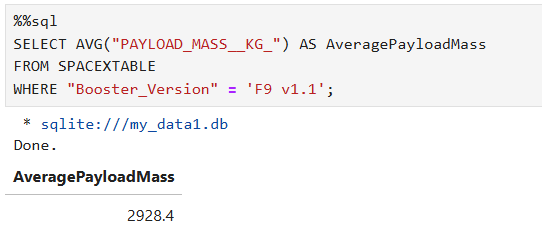 %%sql
SELECT AVG("PAYLOAD_MASS__KG_") AS AveragePayloadMass
FROM SPACEXTABLE
WHERE "Booster_Version" = 'F9 v1.1';
* sqlite:///my_data1.db
Done.
AveragePayloadMass
2928.4